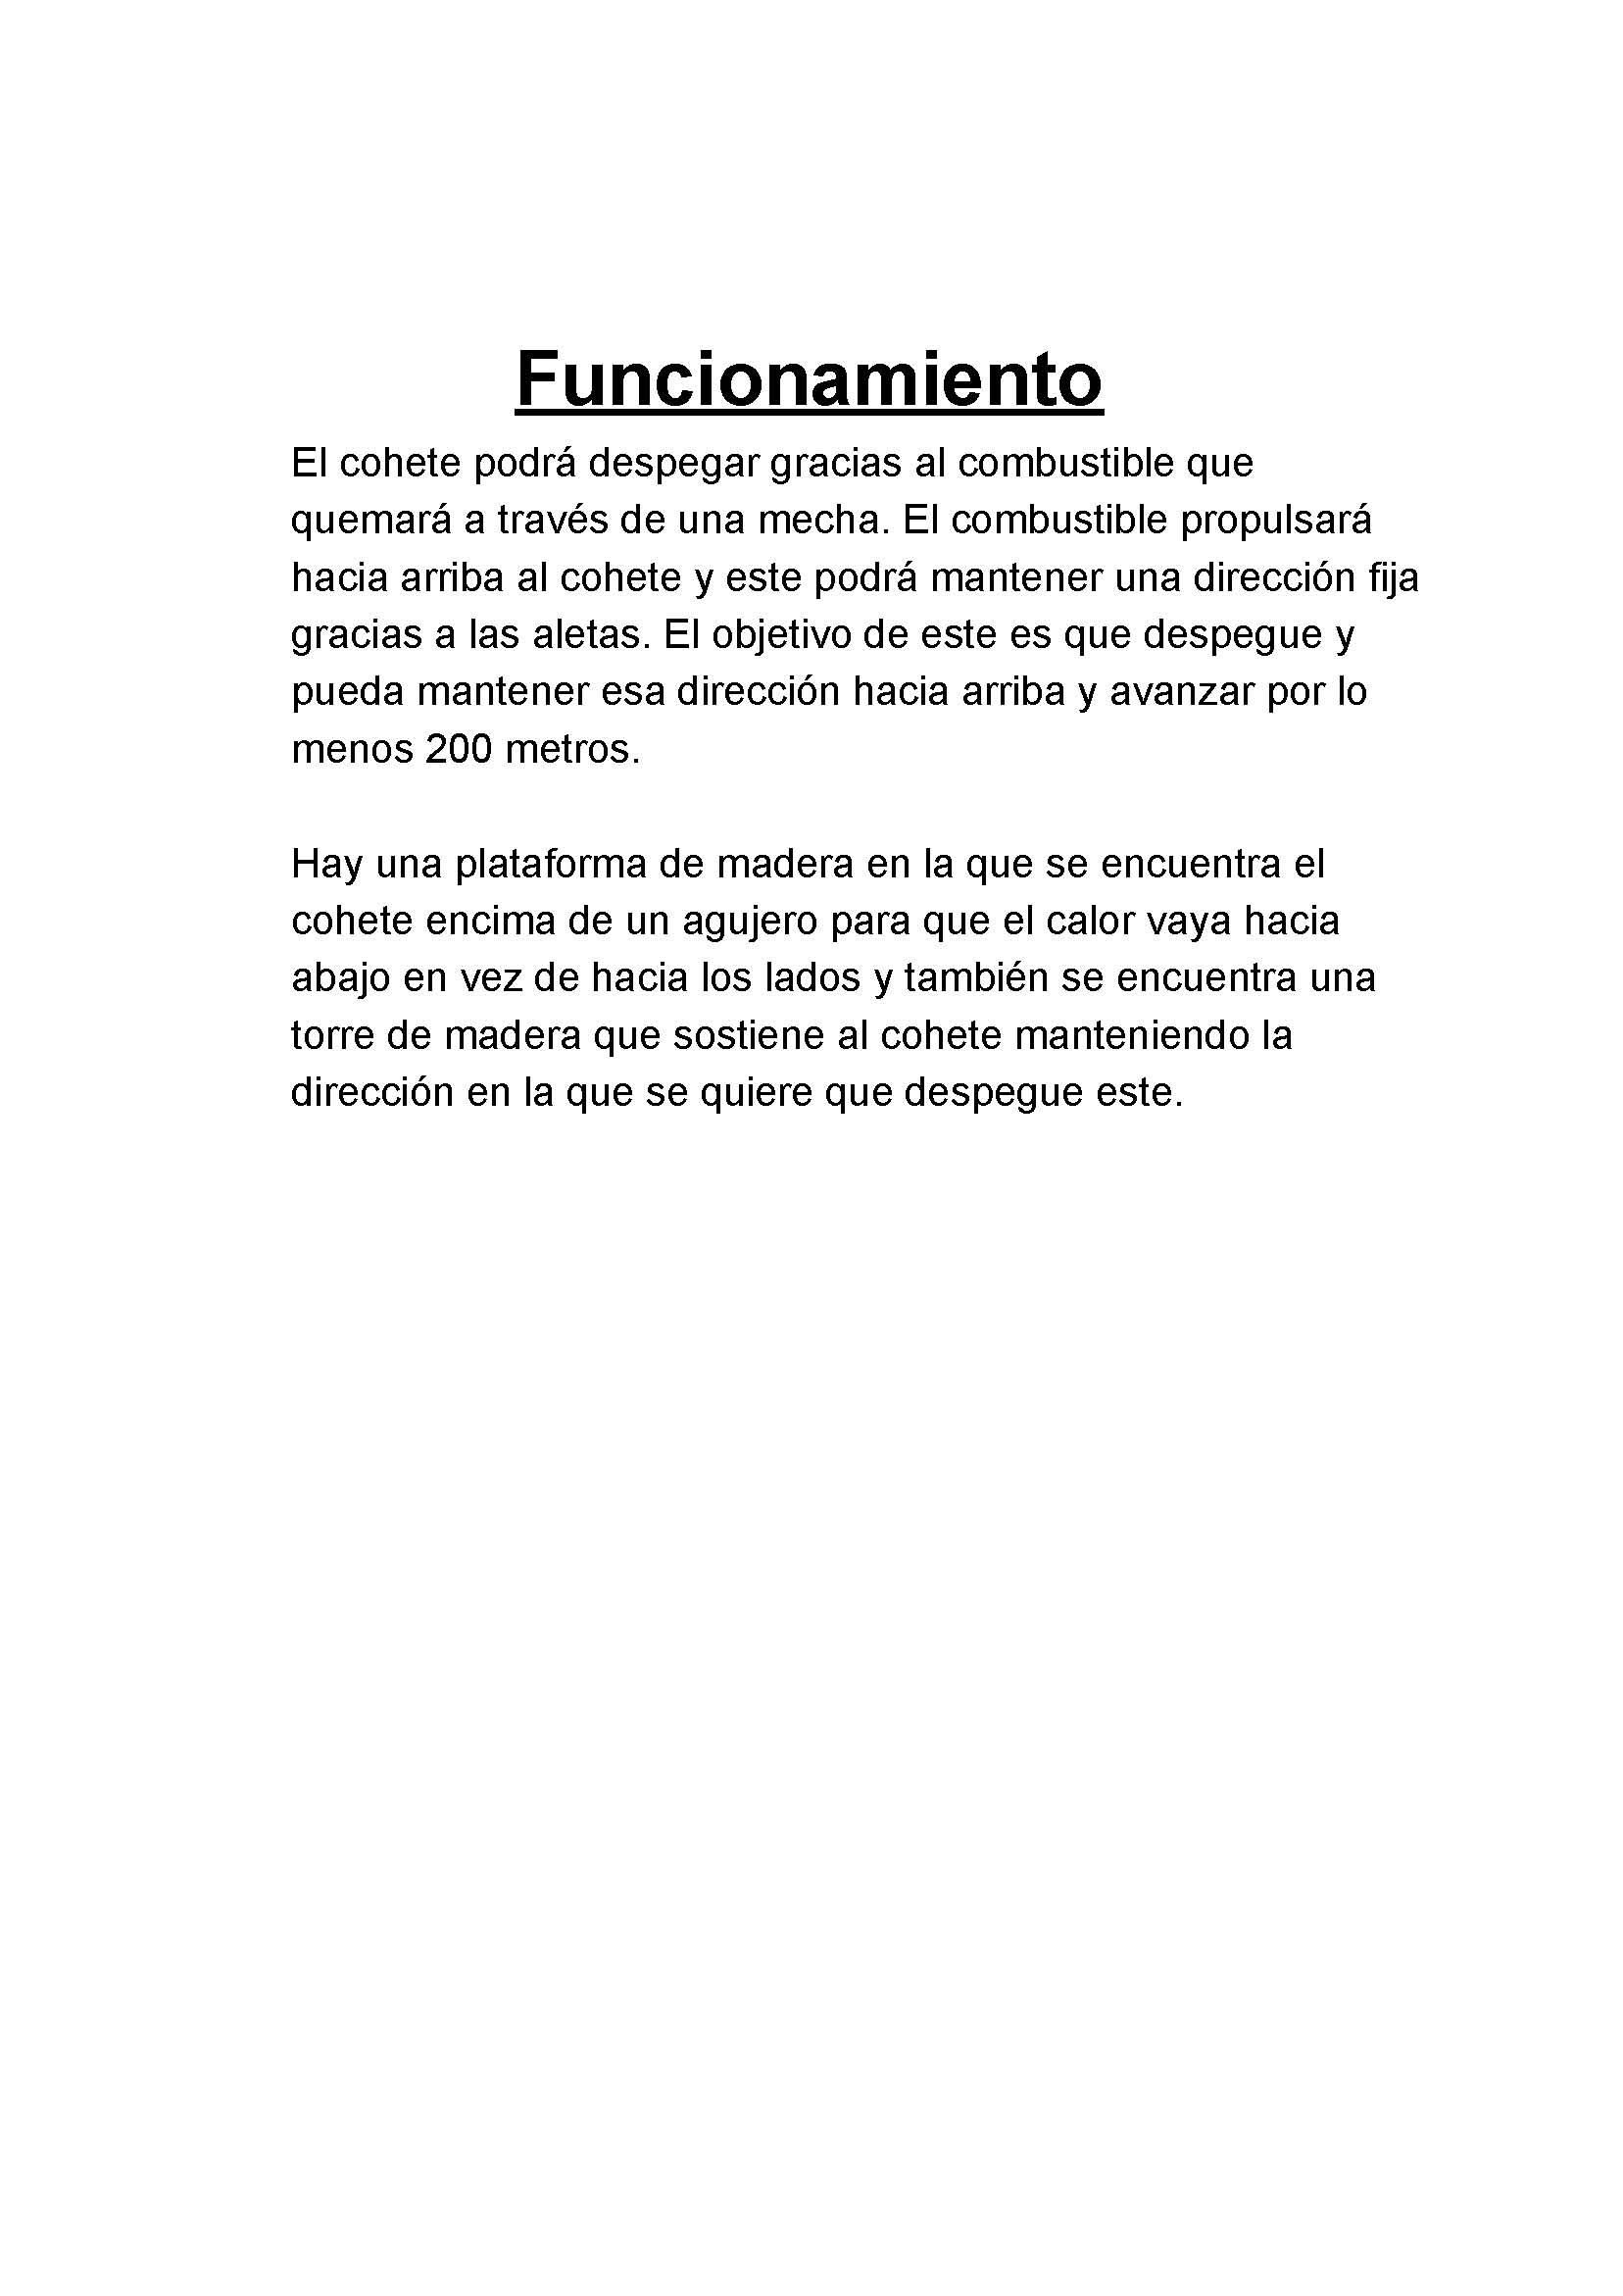 Funcionamiento
El cohete podrá despegar gracias al combustible que
quemará a través de una mecha. El combustible propulsará
hacia arriba al cohete y este podrá mantener una dirección fija
gracias a las aletas. El objetivo de este es que despegue y
pueda mantener esa dirección hacia arriba y avanzar por lo
menos 200 metros.
Hay una plataforma de madera en la que se encuentra el
cohete encima de un agujero para que el calor vaya hacia
abajo en vez de hacia los lados y también se encuentra una
torre de madera que sostiene al cohete manteniendo la
dirección en la que se quiere que despegue este.